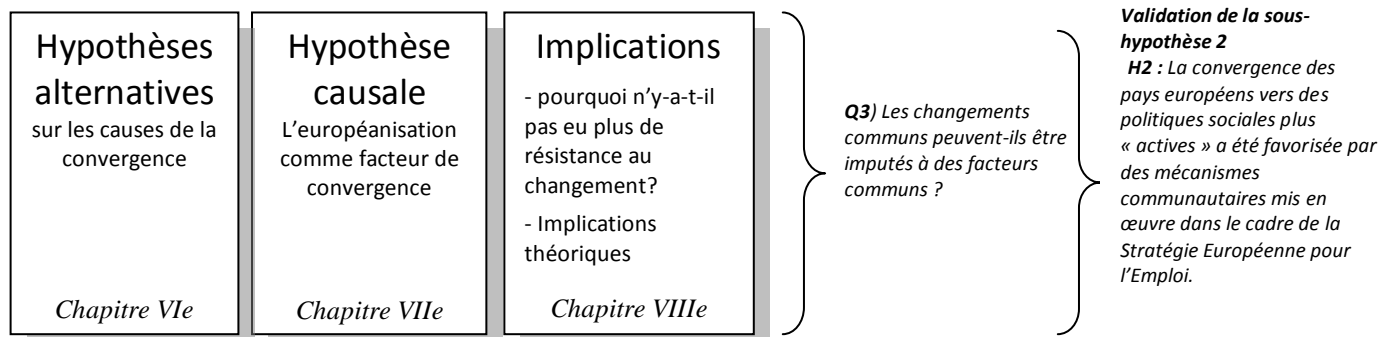 Hypothèses
alternatives
sur les causes de la
convergence
Chapitre VIe
Hypothèse
causale
L'européanisation
comme facteur de
convergence
Chapitre VIIe
Implications
- pourquoi n'y-a-t-il
pas eu plus de
résistance au
changement?
- Implications
théoriques
Chapitre VIIIe
Q3) Les changements
communs peuvent-ils être
imputés à des facteurs
communs ?
Validation de la sous-
hypothèse 2
H2 : La convergence des
pays européens vers des
politiques sociales plus
« actives » a été favorisée par
des mécanismes
communautaires mis en
œuvre dans le cadre de la
Stratégie Européenne pour
l'Emploi.